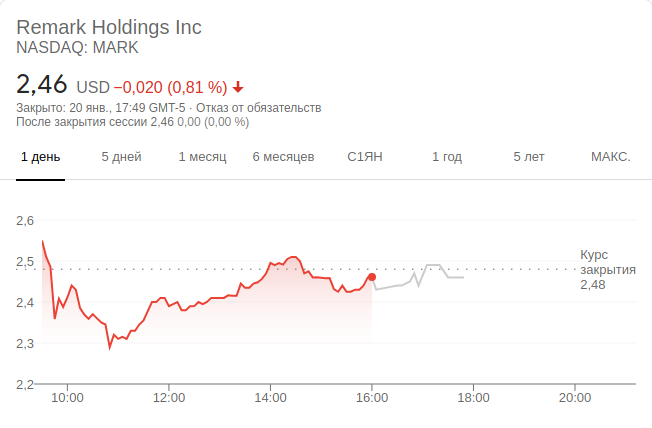 Remark Holdings Inc
NASDAQ: MARK
2,46 USD −0,020 (0,81 %)
Закрыто: 20 янв., 17:49 GMT-5 · Отказ от обязательств
После закрытия сессии 2,46 0,00 (0,00 %)
1 день 5 дней 1 месяц 6 месяцев С1ЯН 1 год 5 лет МАКС.
2,6
2,5
2,4
2,3
2,2
Курс
закрытия
2,48
10:00 12:00 14:00 16:00 18:00 20:00